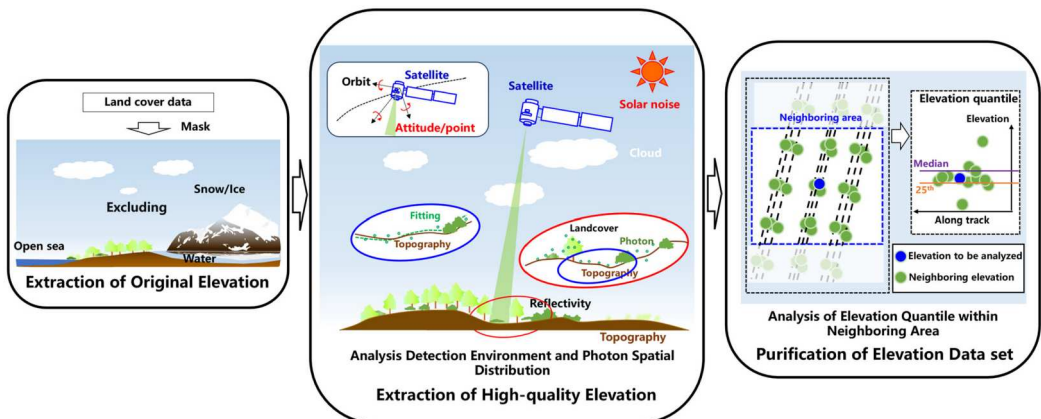 Land cover data
Mask
Snow/Ice
Excluding
Open sea
Water
Extraction of Original Elevation
Orbit
Satellite
Attitude/point
Satellite
Solar noise
Cloud
Fitting
Topography
Landcover
Photon
Topography
Reflectivity
Topography
Analysis Detection Environment and Photon Spatial
Distribution
Extraction of High-quality Elevation
Neighboring area
Elevation quantile
Elevation
Median
25th
Along track
Elevation to be analyzed
Neighboring elevation
Analysis of Elevation Quantile within
Neighboring Area
Purification of Elevation Data set